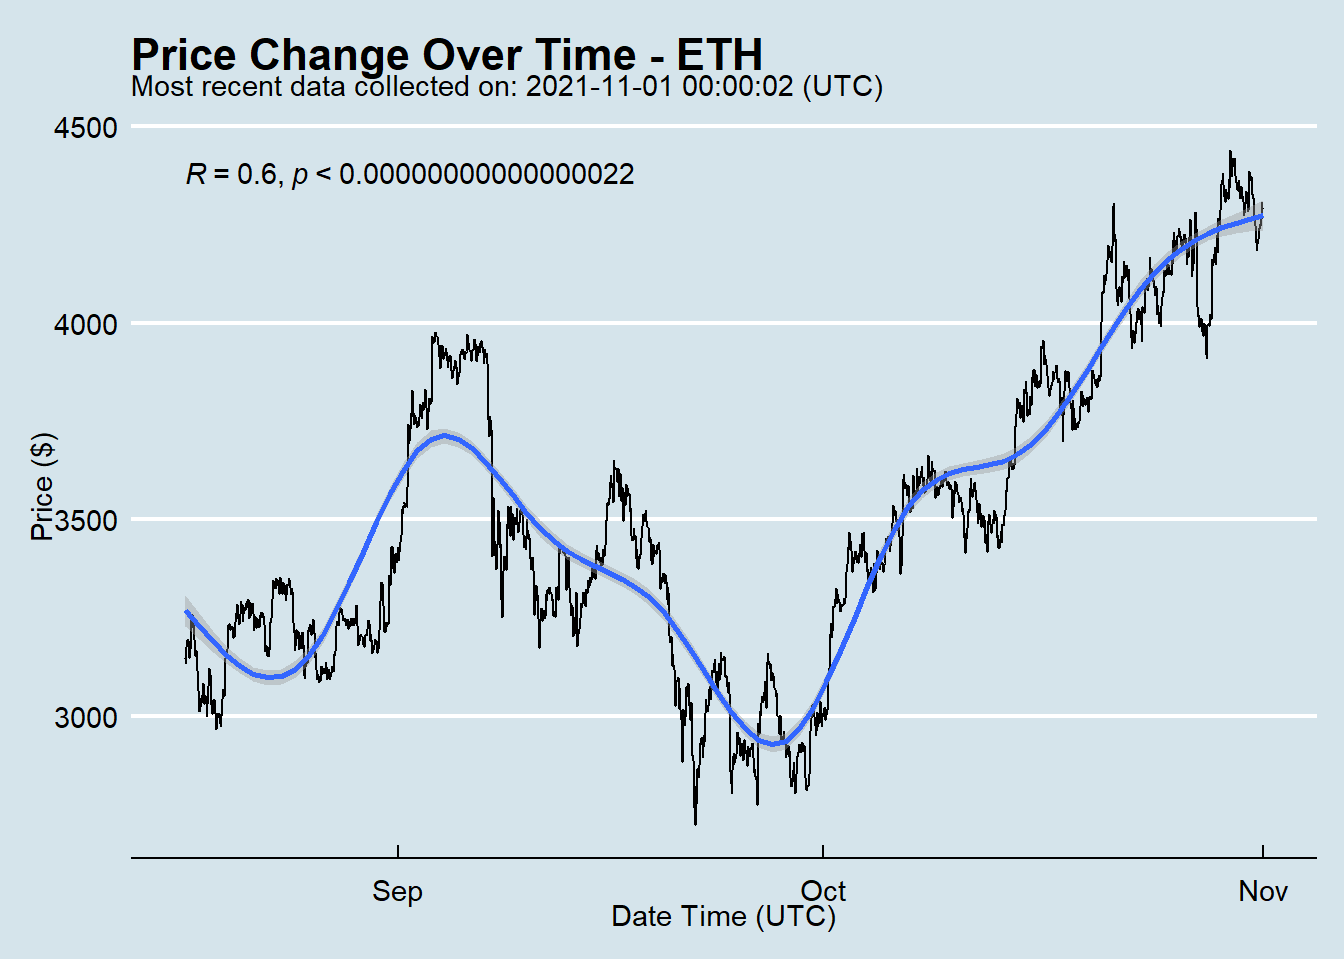 Price Change Over Time - ETH
Most recent data collected on: 2021-11-01 00:00:02 (UTC)
4500
R = 0.6, p < 0.00000000000000022
4000
Price ($)
3500
3000
Sep
Oct
Nov
Date Time (UTC)